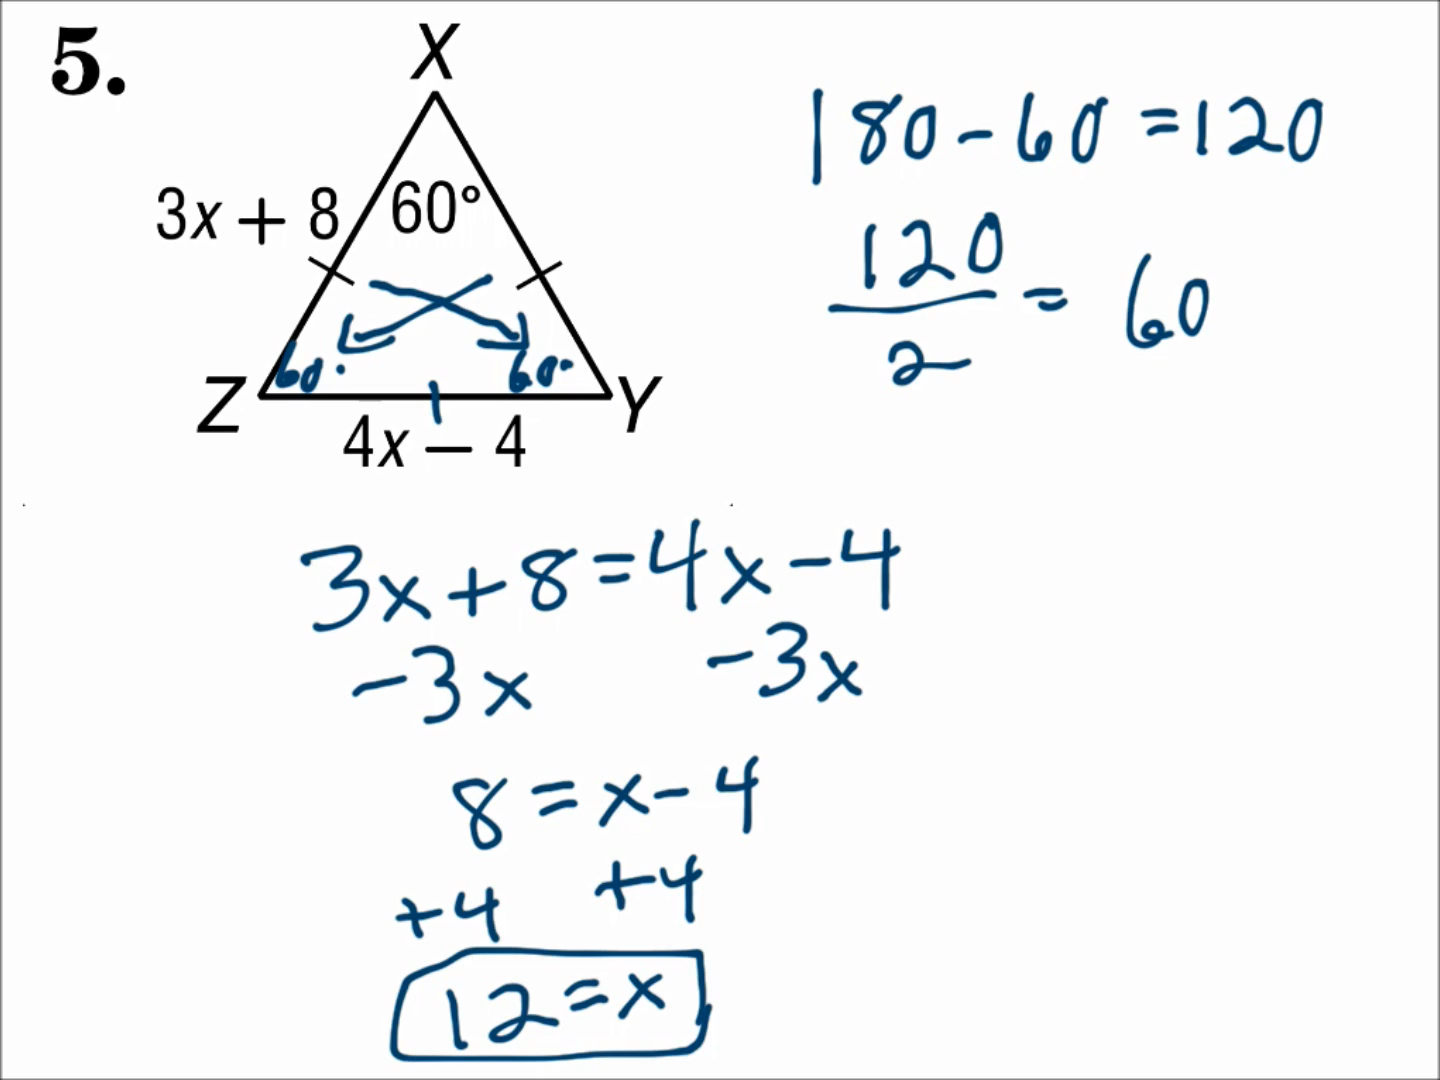 5.
X
180-60=120
3x + 8
60°
120
2
= 60
60°
60°
Z
Y
4x – 4
3x+8=4x-4
-3x -3x
8=x-4
+4 +4
12=x